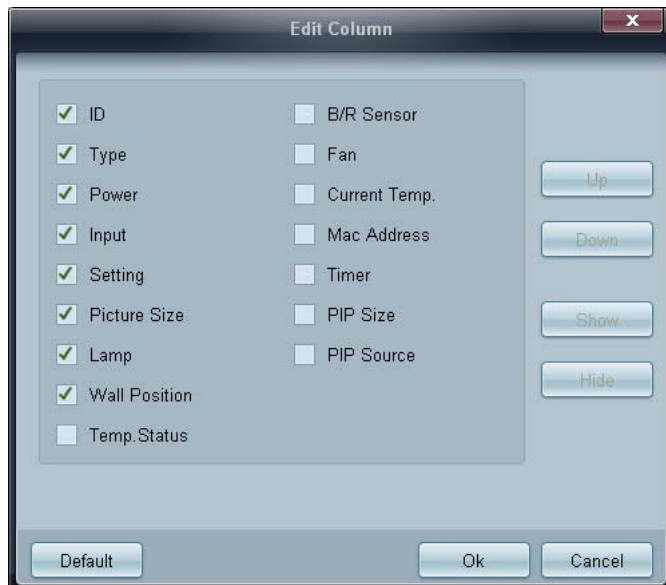 Edit Column
x
ID
Type
Power
Input
Setting
Picture Size
Lamp
Wall Position
Temp.Status
B/R Sensor
Fan
Current Temp.
Mac Address
Timer
PIP Size
PIP Source
Up
Down
Show
Hide
Default
Ok
Cancel